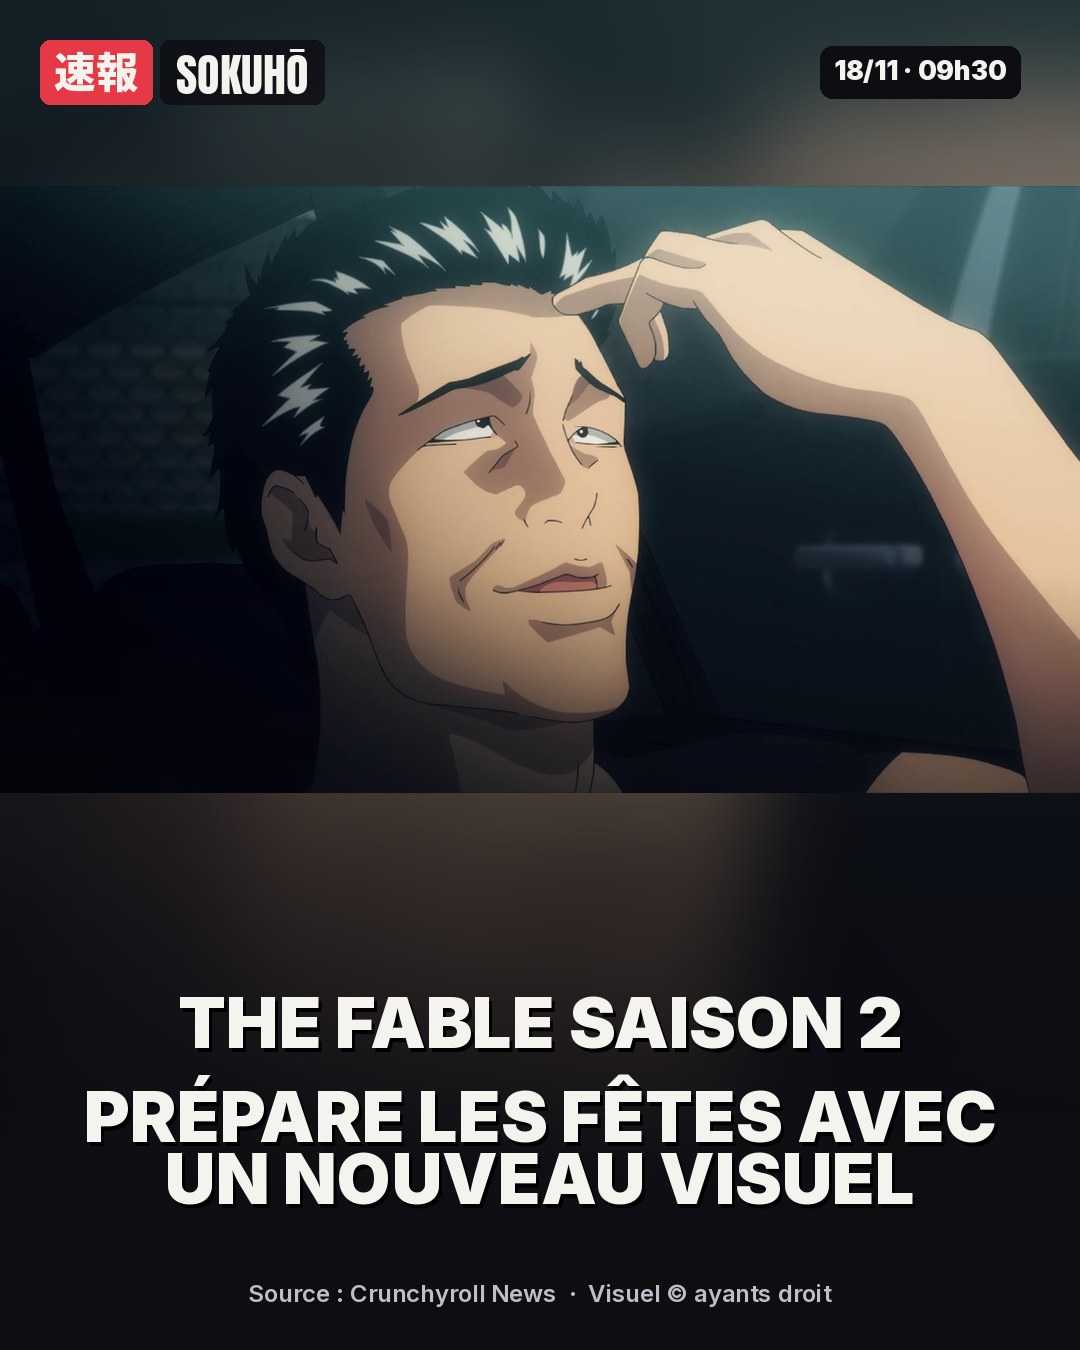 速報 SOKUHŌ
18/11 · 09h30
THE FABLE SAISON 2
PRÉPARE LES FÊTES AVEC
UN NOUVEAU VISUEL
Source : Crunchyroll News · Visuel © ayants droit